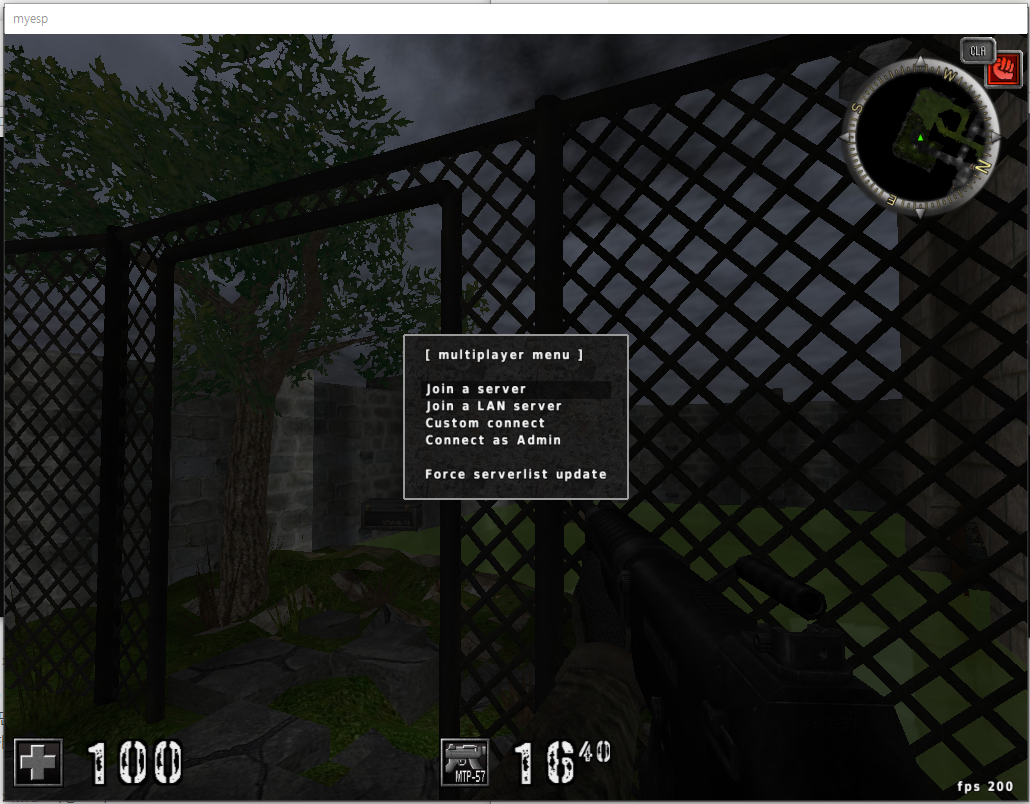 myesp
CLA
W
S
N
E
[ multiplayer menu ]
Join a server
Join a LAN server
Custom connect
Connect as Admin
Force serverlist update
100
MTP-57
16 40
fps 200